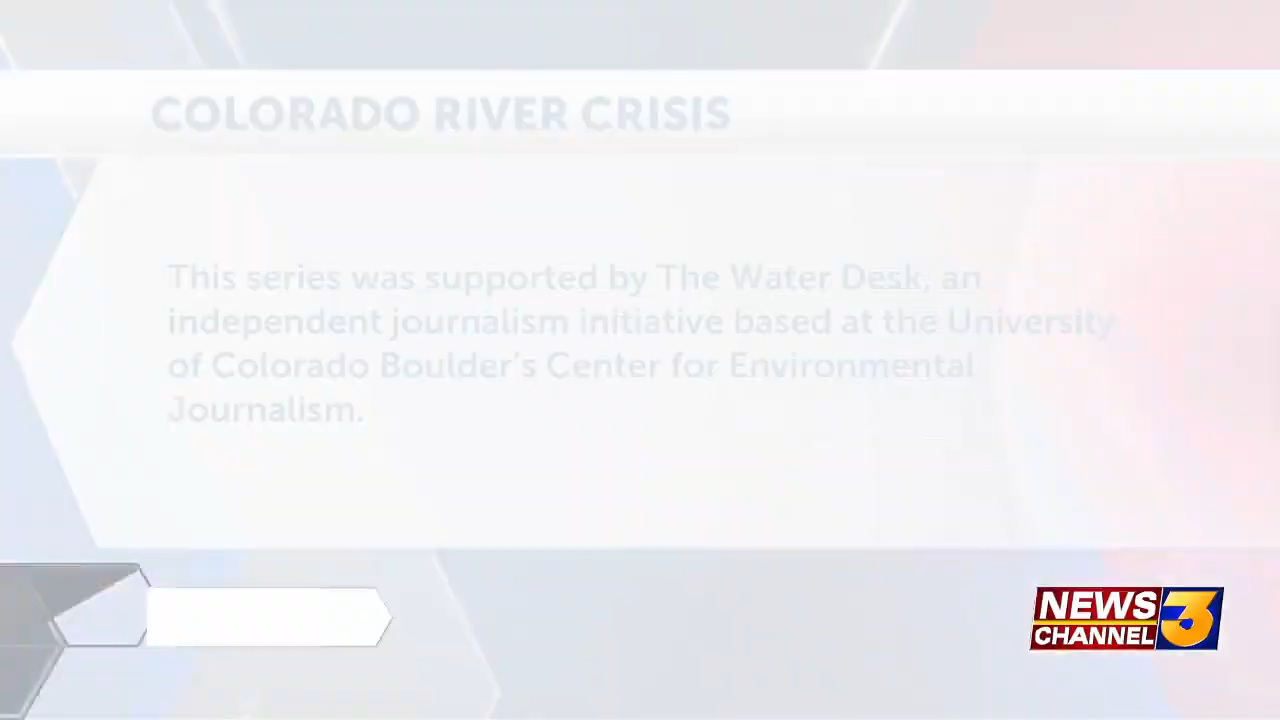 COLORADO RIVER CRISIS
This series was supported by The Water Desk, an
independent journalism initiative based at the University
of Colorado Boulder's Center for Environmental
Journalism.
NEWS
CHANNEL 3